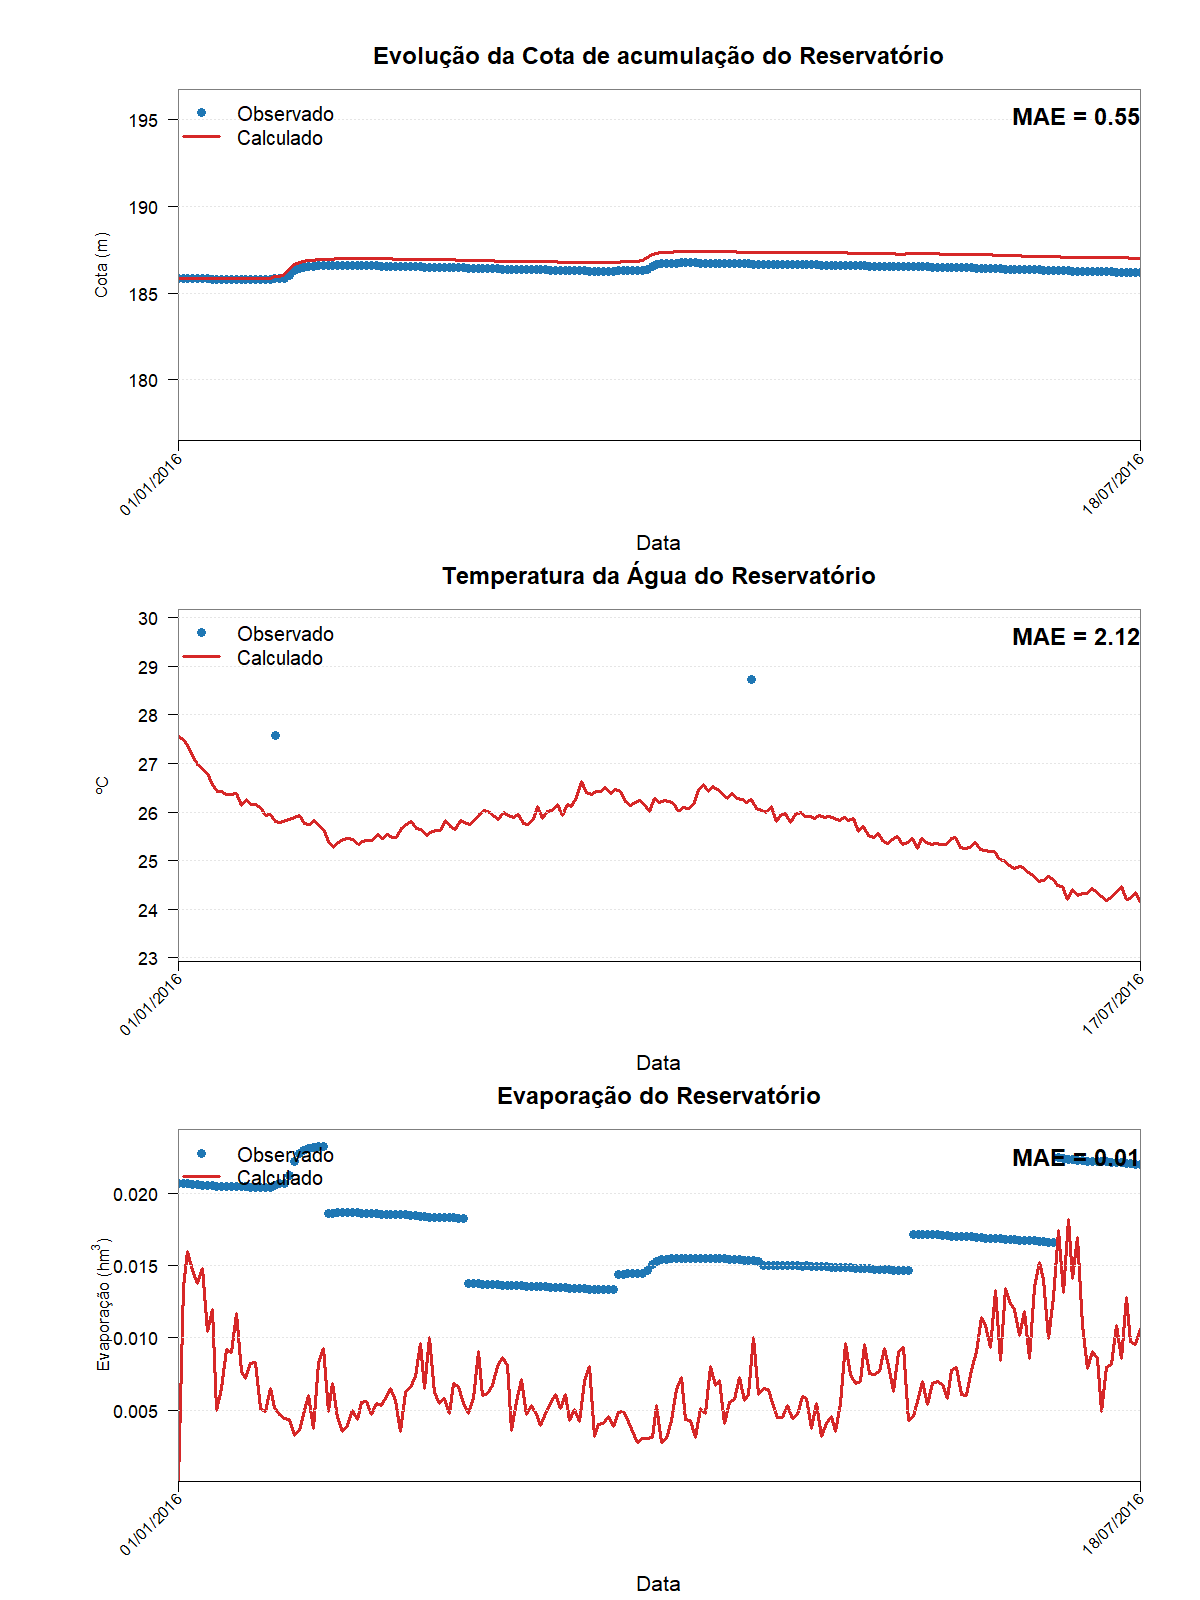 Evolução da Cota de acumulação do Reservatório
Observado
Calculado
MAE = 0.55
195
190
185
180
Cota (m)
01/01/2016
18/07/2016
Data
Temperatura da Água do Reservatório
Observado
Calculado
MAE = 2.12
30
29
28
27
26
25
24
23
ºC
01/01/2016
17/07/2016
Data
Evaporação do Reservatório
Observado
Calculado
MAE = 0.01
0.020
0.015
0.010
0.005
Evaporação (hm³)
01/01/2016
18/07/2016
Data